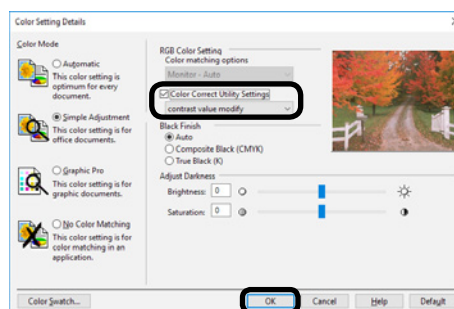 Color Setting Details
Color Mode
Automatic
This color setting is
optimum for every
document.
Simple Adjustment
This color setting is for
office documents.
Graphic Pro
This color setting is for
graphic documents.
No Color Matching
This color setting is for
color matching in an
application.
Color Swatch...
RGB Color Setting
Color matching options
Monitor - Auto
Color Correct Utility Settings
contrast value modify
Black Finish
Auto
Composite Black (CMYK)
True Black (K)
Adjust Darkness
Brightness: 0
Saturation: 0
OK Cancel Help Default